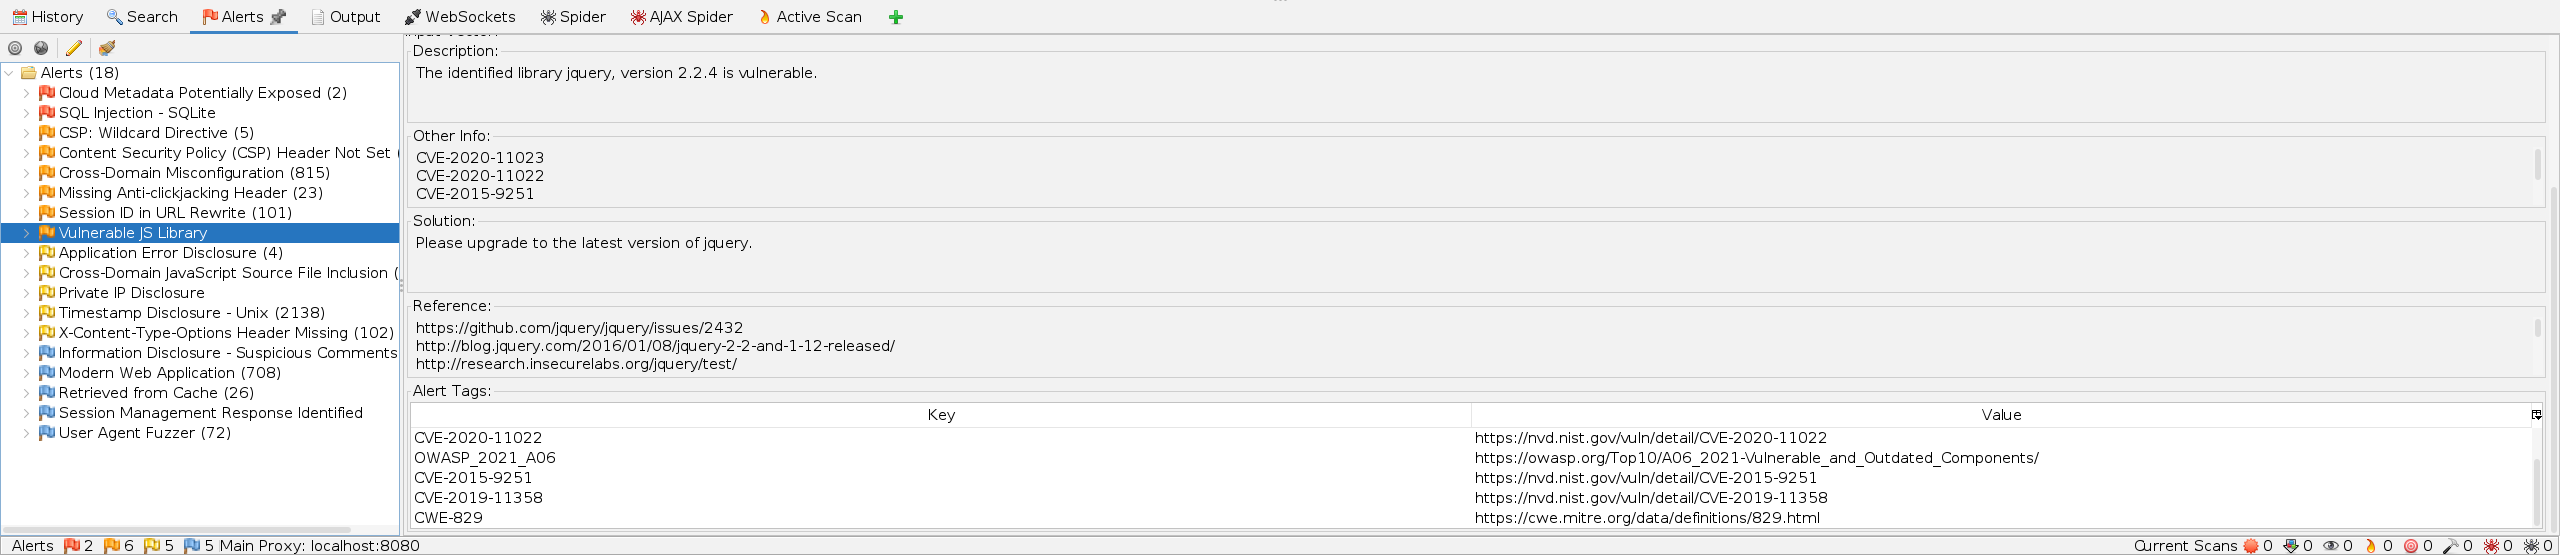 History Search Alerts Output WebSockets Spider AJAX Spider Active Scan
Alerts (18)
Cloud Metadata Potentially Exposed (2)
SQL Injection - SQLite
CSP: Wildcard Directive (5)
Content Security Policy (CSP) Header Not Set (
Cross-Domain Misconfiguration (815)
Missing Anti-clickjacking Header (23)
Session ID in URL Rewrite (101)
Vulnerable JS Library
Application Error Disclosure (4)
Cross-Domain JavaScript Source File Inclusion (
Private IP Disclosure
Timestamp Disclosure - Unix (2138)
X-Content-Type-Options Header Missing (102)
Information Disclosure - Suspicious Comments
Modern Web Application (708)
Retrieved from Cache (26)
Session Management Response Identified
User Agent Fuzzer (72)
Description:
The identified library jquery, version 2.2.4 is vulnerable.
Other Info:
CVE-2020-11023
CVE-2020-11022
CVE-2015-9251
Solution:
Please upgrade to the latest version of jquery.
Reference:
https://github.com/jquery/jquery/issues/2432
http://blog.jquery.com/2016/01/08/jquery-2-2-and-1-12-released/
http://research.insecurelabs.org/jquery/test/
Alert Tags:
Key Value
CVE-2020-11022 https://nvd.nist.gov/vuln/detail/CVE-2020-11022
OWASP_2021_A06 https://owasp.org/Top10/A06_2021-Vulnerable_and_Outdated_Components/
CVE-2015-9251 https://nvd.nist.gov/vuln/detail/CVE-2015-9251
CVE-2019-11358 https://nvd.nist.gov/vuln/detail/CVE-2019-11358
CWE-829 https://cwe.mitre.org/data/definitions/829.html
Alerts 2 6 5 5 Main Proxy: localhost:8080 Current Scans 0 0 0 0 0 0 0 0